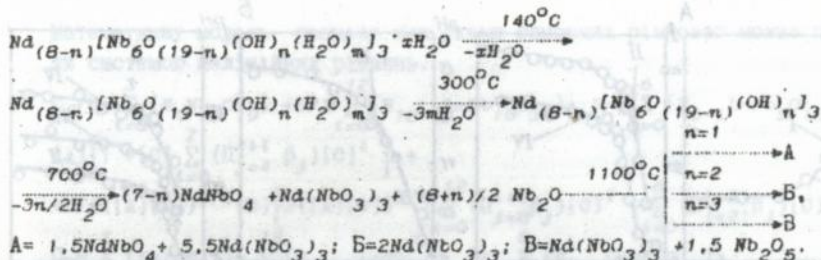 140°C
Nd(8-n)[Nb6O(19-n)(OH)n(H2O)m]3·xH2O -xH2O
300°C
Nd(8-n)[Nb6O(19-n)(OH)n(H2O)m]3 -3mH2O Nd(8-n)[Nb6O(19-n)(OH)n]3
700°C 1100°C n=1 А
-3n/2H2O (7-n)NdNbO4 +Nd(NbO3)3+ (8+n)/2 Nb2O n=2 Б,
n=3 В
А= 1,5NdNbO4+ 5,5Nd(NbO3)3; Б=2Nd(NbO3)3; В=Nd(NbO3)3 +1,5 Nb2O5.